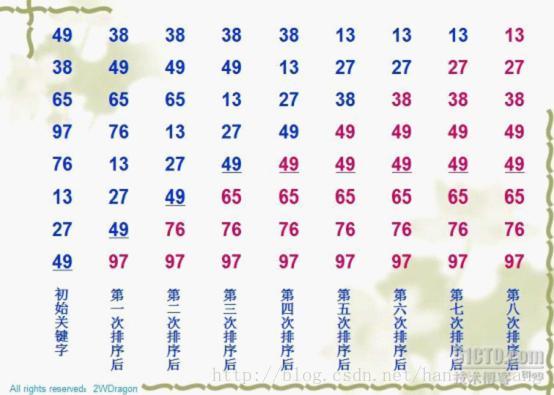 49 38 38 38 38 13 13 13 13
38 49 49 49 13 27 27 27 27
65 65 65 13 27 38 38 38 38
97 76 13 27 49 49 49 49 49
76 13 27 49 49 49 49 49 49
13 27 49 65 65 65 65 65 65
27 49 76 76 76 76 76 76 76
49 97 97 97 97 97 97 97 97
初始关键字
第一次排序后
第二次排序后
第三次排序后
第四次排序后
第五次排序后
第六次排序后
第七次排序后
第八次排序后
51CTO.com
技术博客 Blog
All rights reserved: 2WDragon